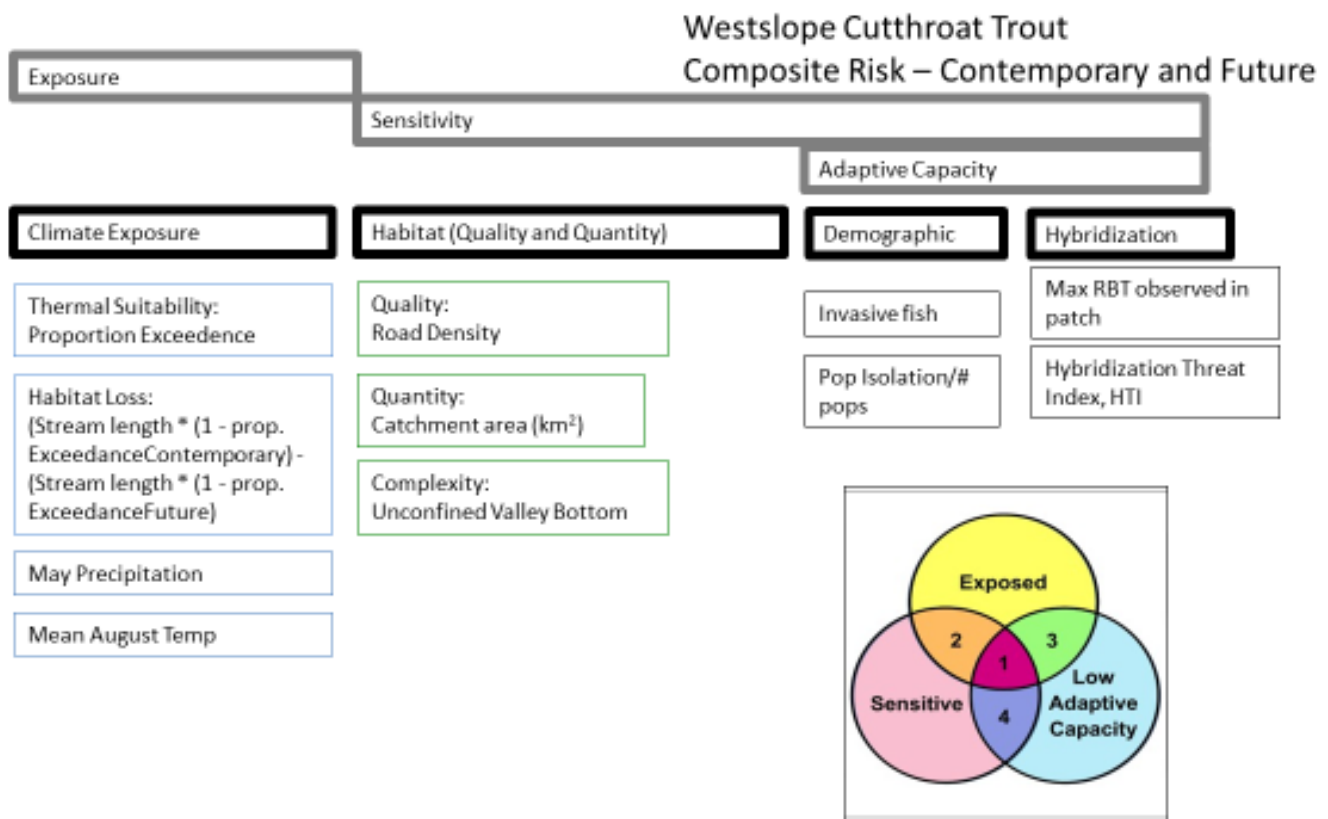 Westslope Cutthroat Trout
Composite Risk – Contemporary and Future
Exposure
Sensitivity
Adaptive Capacity
Climate Exposure
Habitat (Quality and Quantity)
Demographic
Hybridization
Thermal Suitability:
Proportion Exceedence
Habitat Loss:
(Stream length * (1 - prop.
ExceedanceContemporary) -
(Stream length * (1 - prop.
ExceedanceFuture)
May Precipitation
Mean August Temp
Quality:
Road Density
Quantity:
Catchment area (km²)
Complexity:
Unconfined Valley Bottom
Invasive fish
Pop Isolation/#
pops
Max RBT observed in
patch
Hybridization Threat
Index, HTI
Exposed
2
3
1
Sensitive
Low
Adaptive
Capacity
4